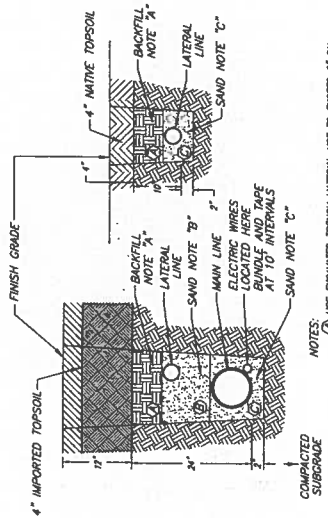 4" IMPORTED TOPSOIL
FINISH GRADE
4" NATIVE TOPSOIL
BACKFILL
NOTE "A"
LATERAL
LINE
SAND NOTE "B"
MAIN LINE
ELECTRIC WIRES
LOCATED HERE
BUNDLE AND TAPE
AT 10' INTERVALS
SAND NOTE "C"
12"
24"
2"
A
B
C
COMPACTED
SUBGRADE
BACKFILL
NOTE "A"
LATERAL
LINE
SAND NOTE "C"
4"
10"
2"
A
C
NOTES: